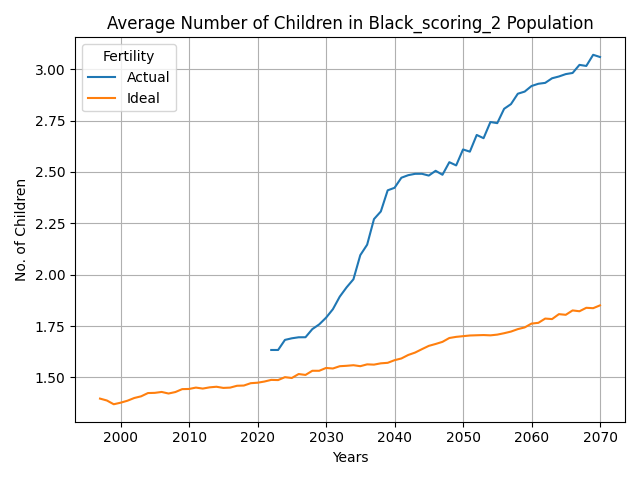 Average Number of Children in Black_scoring_2 Population
Fertility
Actual
Ideal
No. of Children
3.00
2.75
2.50
2.25
2.00
1.75
1.50
2000 2010 2020 2030 2040 2050 2060 2070
Years